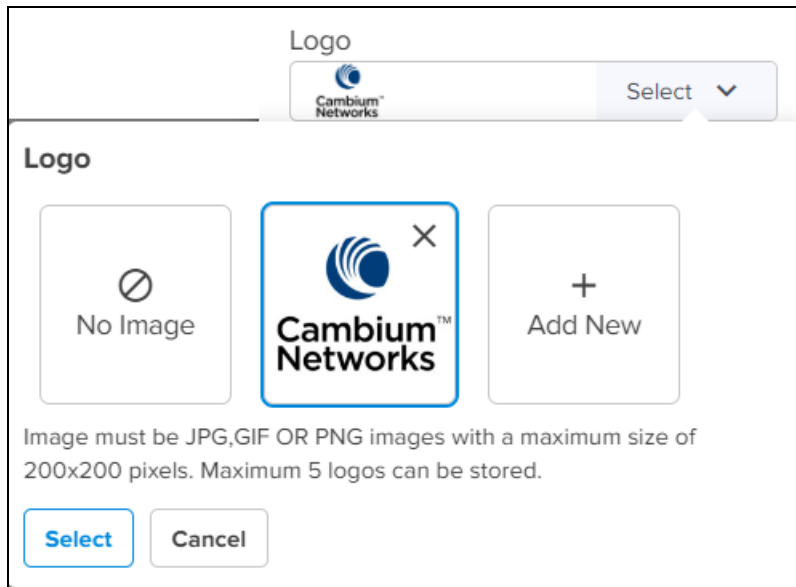 Logo
Cambium™
Networks
Select
Logo
No Image
Cambium™
Networks
Add New
Image must be JPG,GIF OR PNG images with a maximum size of
200x200 pixels. Maximum 5 logos can be stored.
Select
Cancel